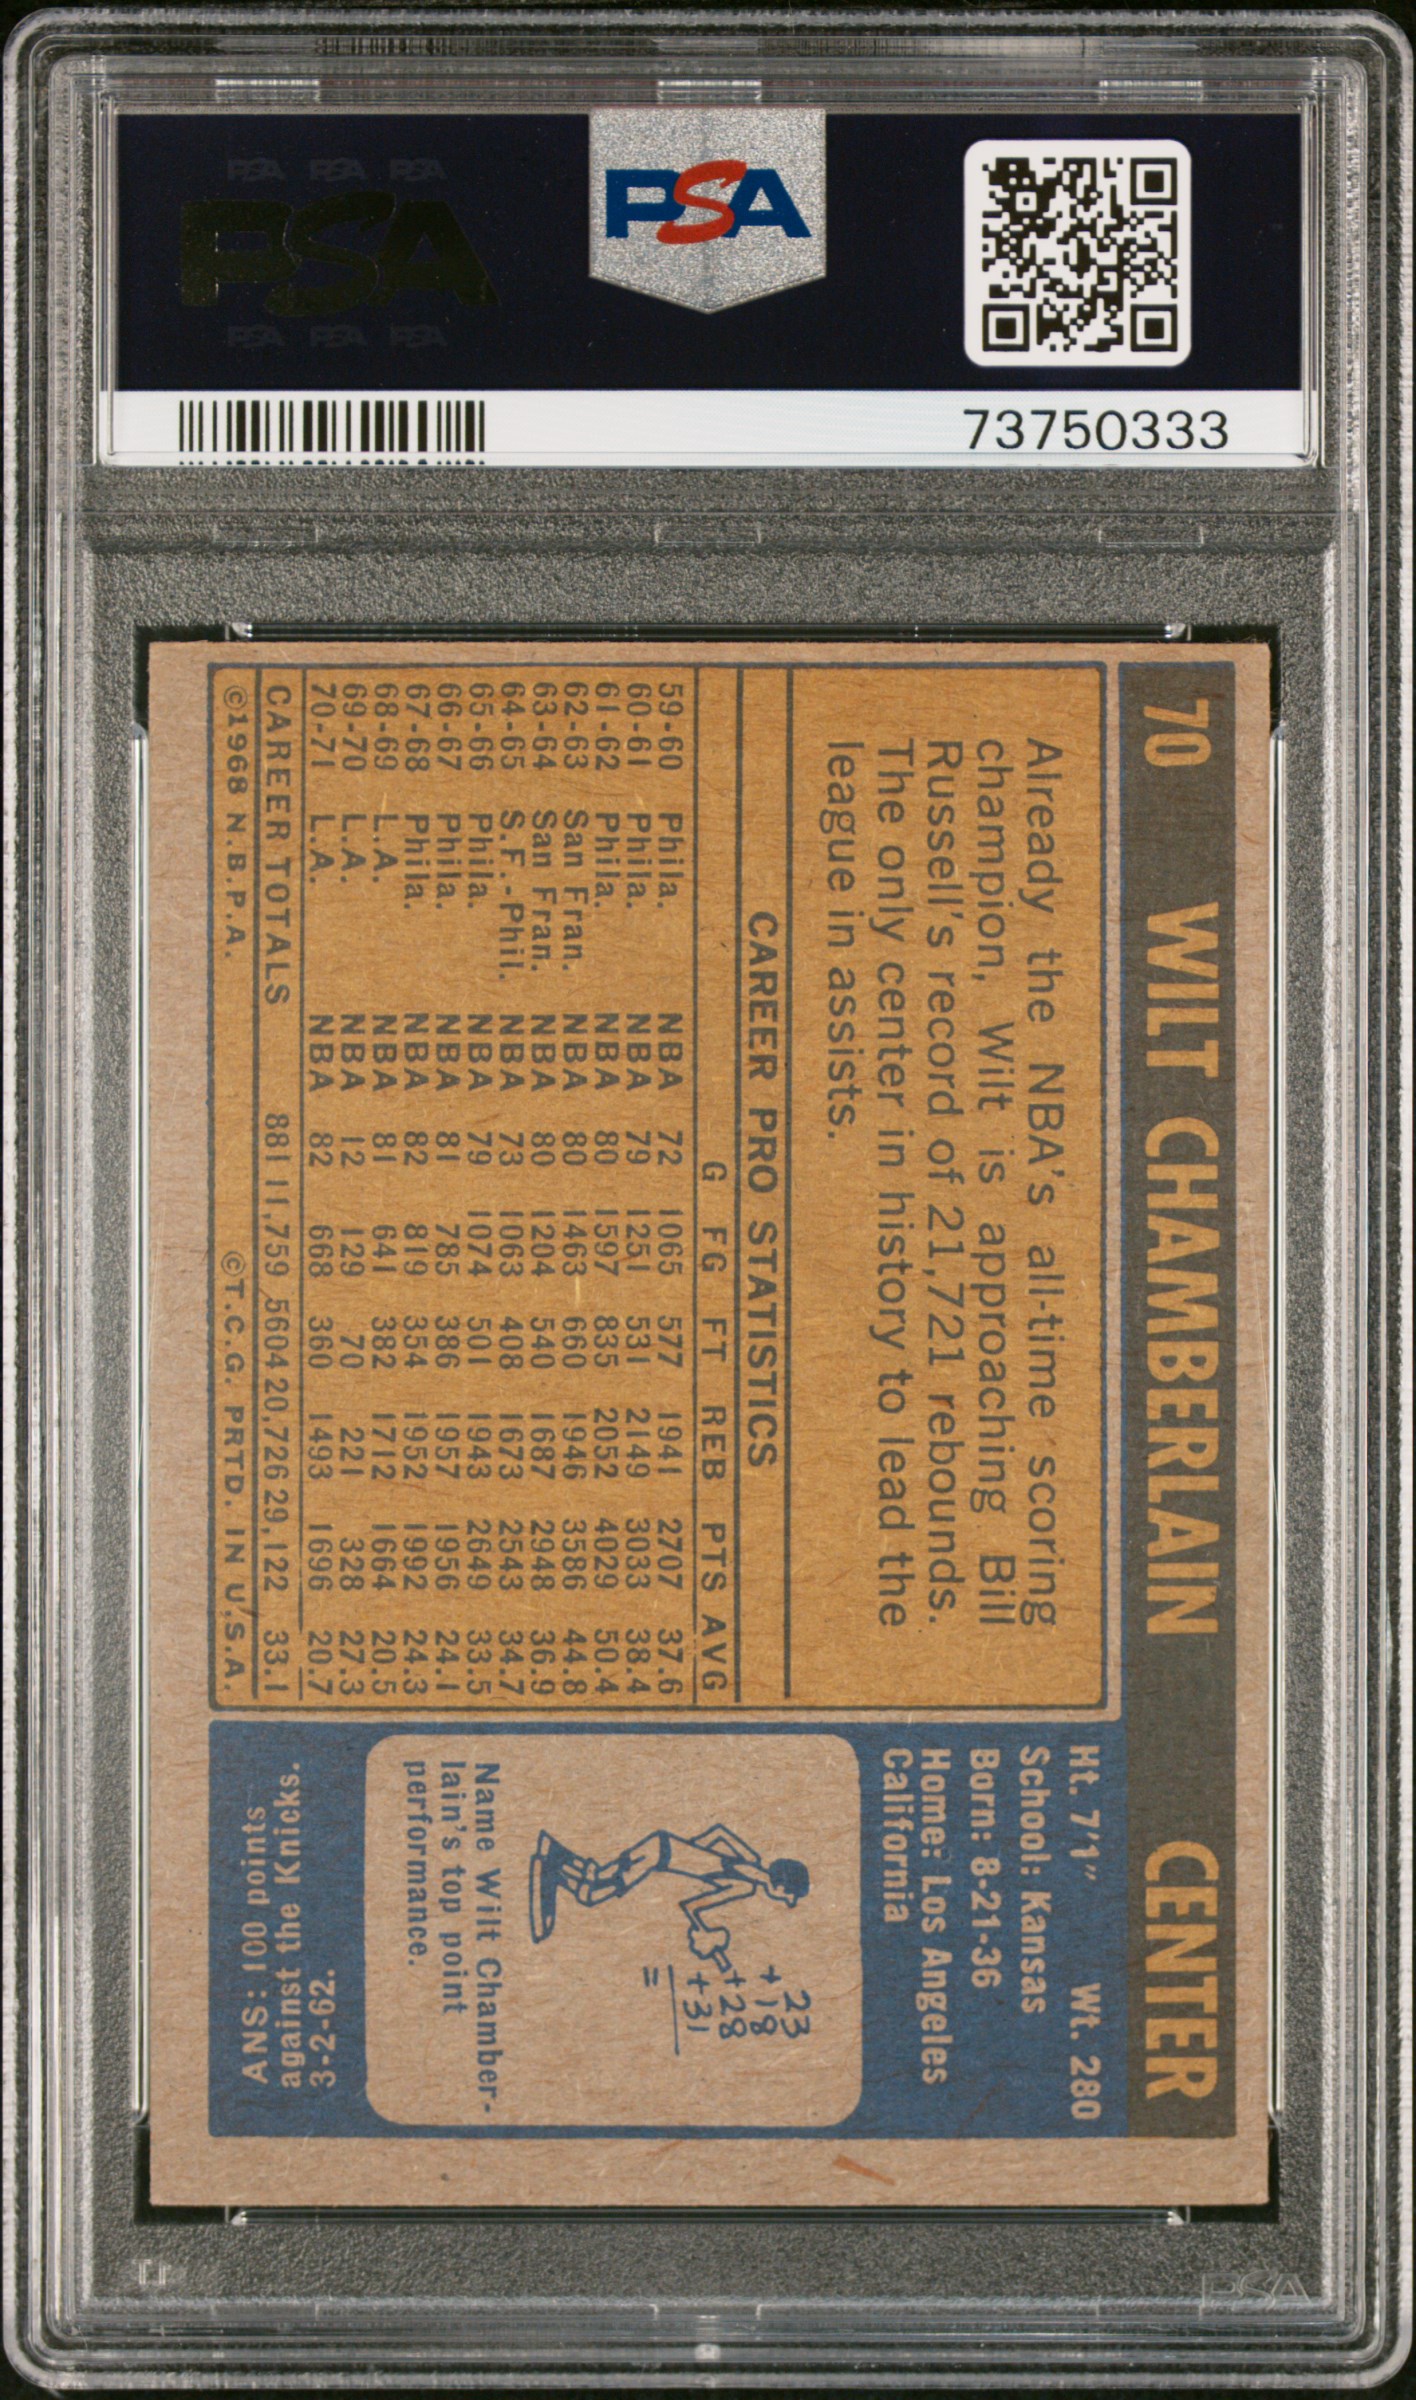 PSA PSA PSA
PSA
PSA PSA PSA
PSA
73750333
70 WILT CHAMBERLAIN CENTER
Already the NBA's all-time scoring
champion, Wilt is approaching Bill
Russell's record of 21,721 rebounds.
The only center in history to lead the
league in assists.
CAREER PRO STATISTICS
G FG FT REB PTS AVG
59-60 Phila. NBA 72 1065 577 1941 2707 37.6
60-61 Phila. NBA 79 1251 531 2149 3033 38.4
61-62 Phila. NBA 80 1597 835 2052 4029 50.4
62-63 San Fran. NBA 80 1463 660 1946 3586 44.8
63-64 San Fran. NBA 80 1204 540 1687 2948 36.9
64-65 S.F.-Phil. NBA 73 1063 408 1673 2543 34.7
65-66 Phila. NBA 79 1074 501 1943 2649 33.5
66-67 Phila. NBA 81 785 386 1957 1956 24.1
67-68 Phila. NBA 82 819 354 1952 1992 24.3
68-69 L.A. NBA 81 641 382 1712 1664 20.5
69-70 L.A. NBA 12 129 70 221 328 27.3
70-71 L.A. NBA 82 668 360 1493 1696 20.7
CAREER TOTALS 881 11,759 5604 20,726 29,122 33.1
©1968 N.B.P.A. ©T.C.G. PRTD. IN U.S.A.
Ht. 7'1" Wt. 280
School: Kansas
Born: 8-21-36
Home: Los Angeles
California
23
+18
+28
+31
=
Name Wilt Chamber-
lain's top point
performance.
ANS: 100 points
against the Knicks.
3-2-62.
PSA